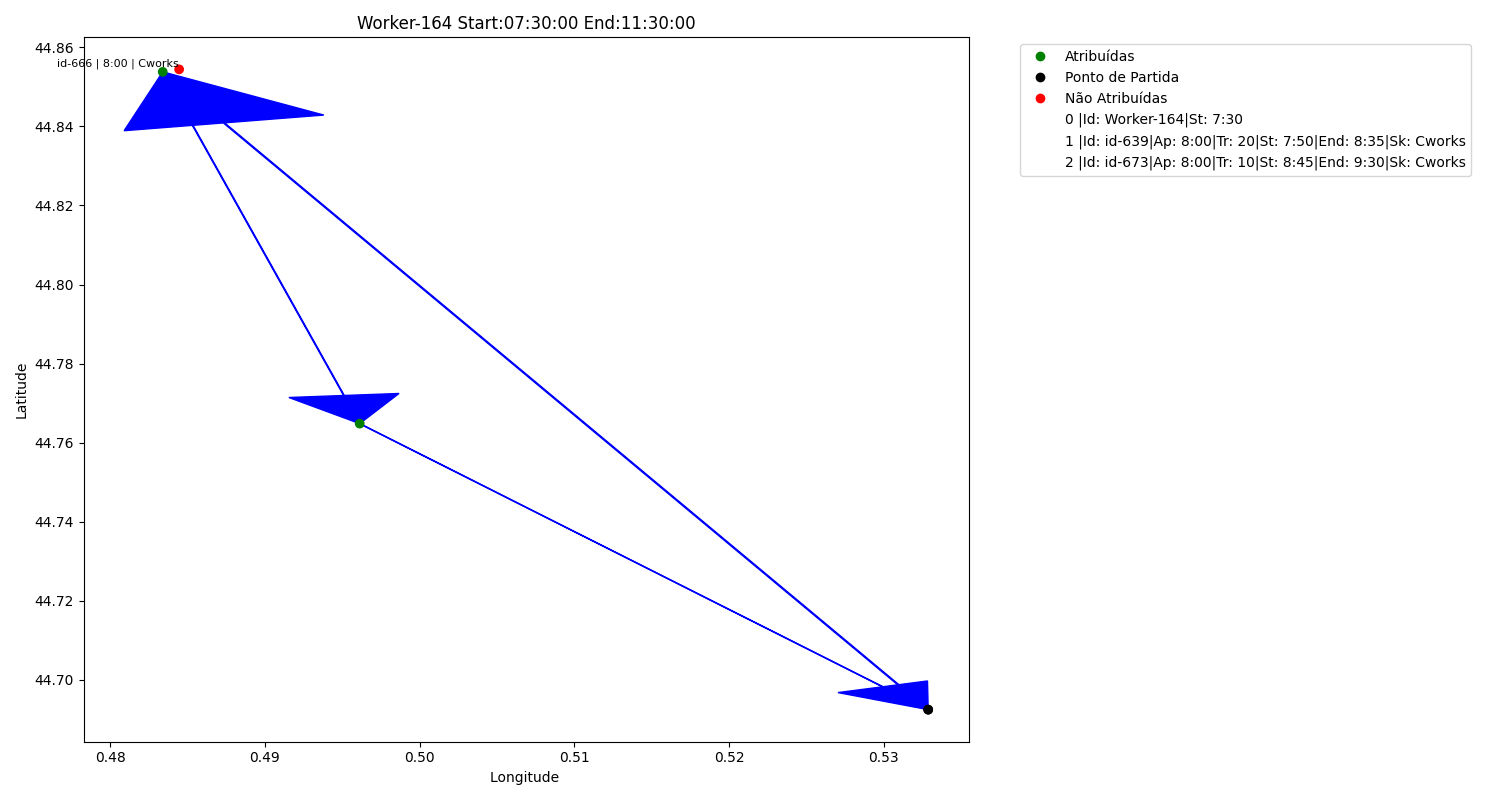 Worker-164 Start:07:30:00 End:11:30:00
44.86
44.84
44.82
44.80
44.78
44.76
44.74
44.72
44.70
Latitude
id-666 | 8:00 | Cworks
0.48 0.49 0.50 0.51 0.52 0.53
Longitude
Atribuídas
Ponto de Partida
Não Atribuídas
0 |Id: Worker-164|St: 7:30
1 |Id: id-639|Ap: 8:00|Tr: 20|St: 7:50|End: 8:35|Sk: Cworks
2 |Id: id-673|Ap: 8:00|Tr: 10|St: 8:45|End: 9:30|Sk: Cworks